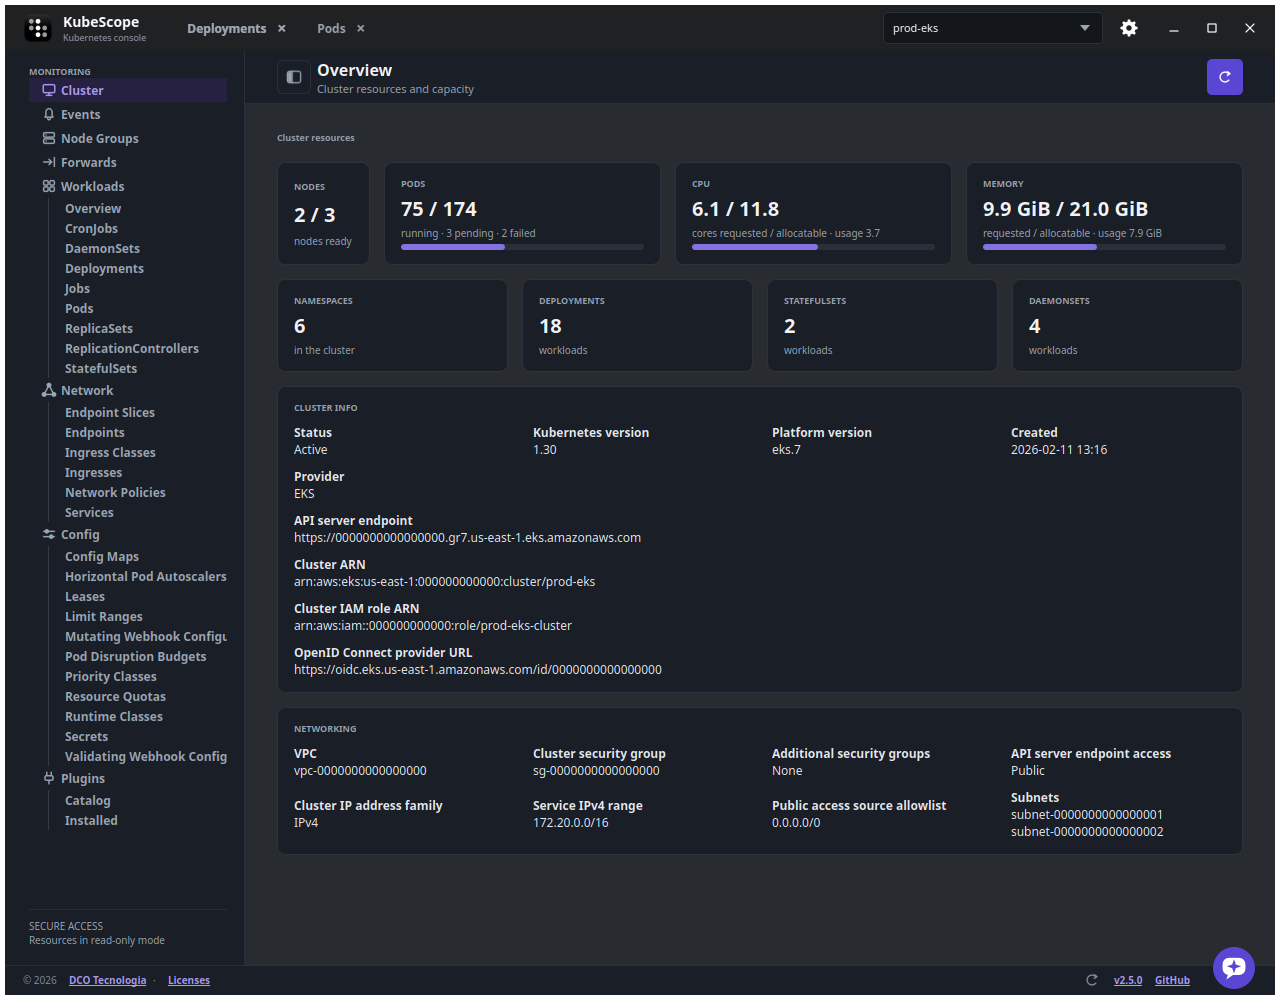 KubeScope
Kubernetes console
Deployments ×
Pods ×
prod-eks
MONITORING
Cluster
Events
Node Groups
Forwards
Workloads
Overview
CronJobs
DaemonSets
Deployments
Jobs
Pods
ReplicaSets
ReplicationControllers
StatefulSets
Network
Endpoint Slices
Endpoints
Ingress Classes
Ingresses
Network Policies
Services
Config
Config Maps
Horizontal Pod Autoscalers
Leases
Limit Ranges
Mutating Webhook Configu
Pod Disruption Budgets
Priority Classes
Resource Quotas
Runtime Classes
Secrets
Validating Webhook Config
Plugins
Catalog
Installed
SECURE ACCESS
Resources in read-only mode
Overview
Cluster resources and capacity
Cluster resources
NODES
2 / 3
nodes ready
PODS
75 / 174
running · 3 pending · 2 failed
CPU
6.1 / 11.8
cores requested / allocatable · usage 3.7
MEMORY
9.9 GiB / 21.0 GiB
requested / allocatable · usage 7.9 GiB
NAMESPACES
6
in the cluster
DEPLOYMENTS
18
workloads
STATEFULSETS
2
workloads
DAEMONSETS
4
workloads
CLUSTER INFO
Status
Active
Kubernetes version
1.30
Platform version
eks.7
Created
2026-02-11 13:16
Provider
EKS
API server endpoint
https://0000000000000000.gr7.us-east-1.eks.amazonaws.com
Cluster ARN
arn:aws:eks:us-east-1:000000000000:cluster/prod-eks
Cluster IAM role ARN
arn:aws:iam::000000000000:role/prod-eks-cluster
OpenID Connect provider URL
https://oidc.eks.us-east-1.amazonaws.com/id/0000000000000000
NETWORKING
VPC
vpc-0000000000000000
Cluster security group
sg-0000000000000000
Additional security groups
None
API server endpoint access
Public
Cluster IP address family
IPv4
Service IPv4 range
172.20.0.0/16
Public access source allowlist
0.0.0.0/0
Subnets
subnet-0000000000000001
subnet-0000000000000002
© 2026 DCO Tecnologia · Licenses
v2.5.0 GitHub